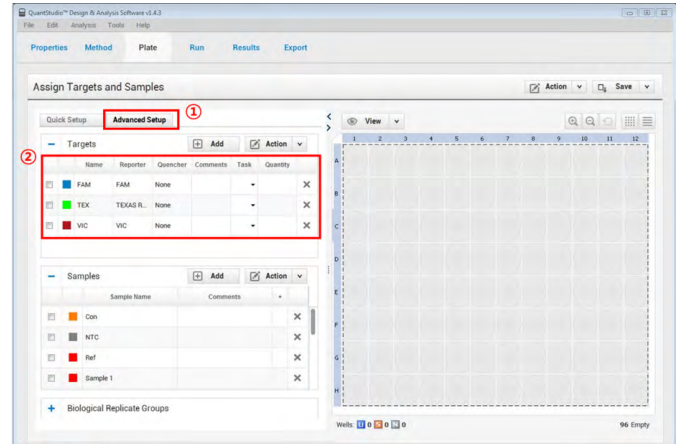 QuantStudio™ Design & Analysis Software v1.4.3
File Edit Analysis Tools Help
Properties Method Plate Run Results Export
Assign Targets and Samples
Action Save
Quick Setup Advanced Setup ①
View
Targets Add Action
②
Name Reporter Quencher Comments Task Quantity
FAM FAM None
TEX TEXAS R... None
VIC VIC None
Samples Add Action
Sample Name Comments
Con
NTC
Ref
Sample 1
Biological Replicate Groups
1 2 3 4 5 6 7 8 9 10 11 12
A
B
C
D
E
F
G
H
Wells: U 0 S 0 N 0
96 Empty